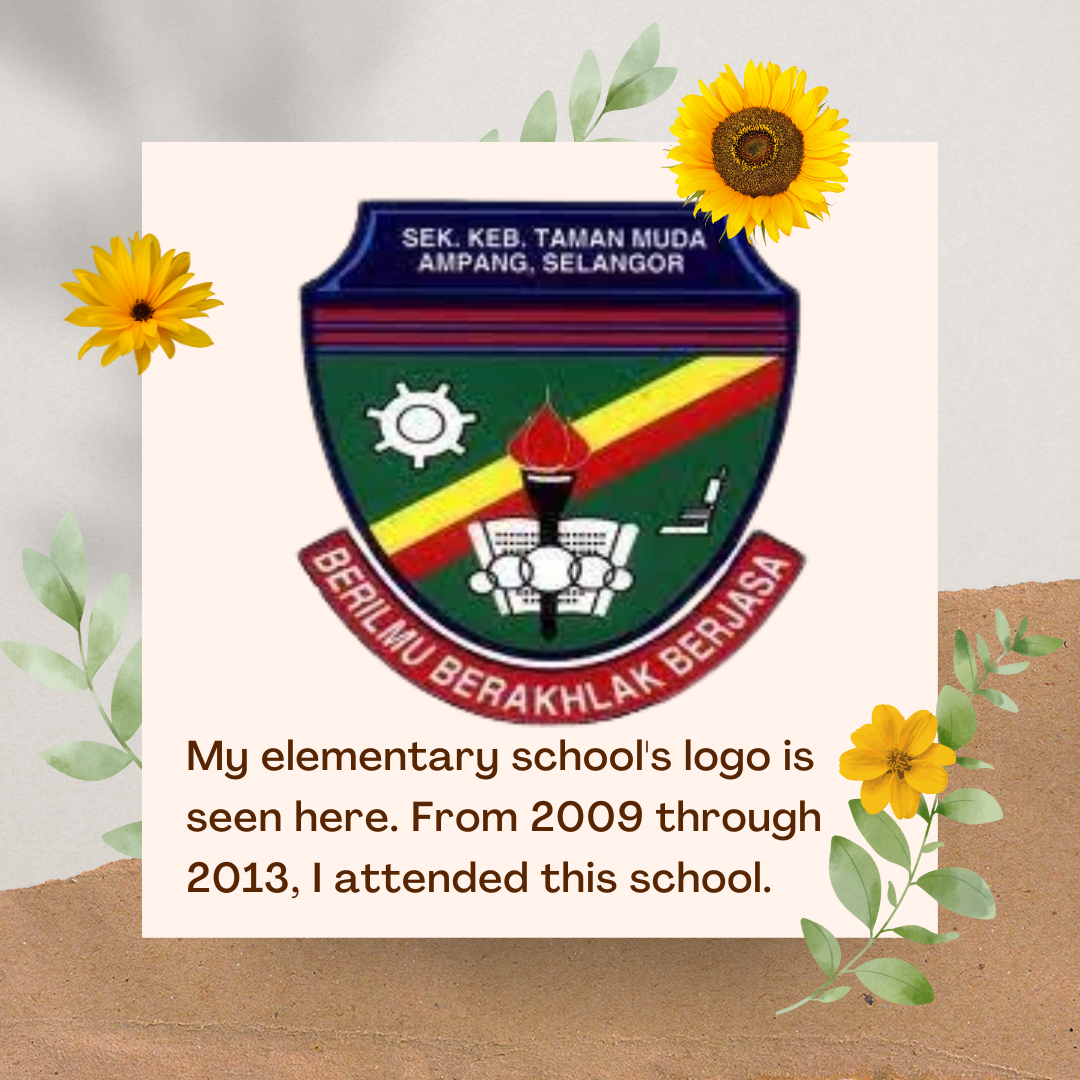 SEK. KEB. TAMAN MUDA
AMPANG, SELANGOR
BERILMU BERAKHLAK BERJASA
My elementary school's logo is
seen here. From 2009 through
2013, I attended this school.